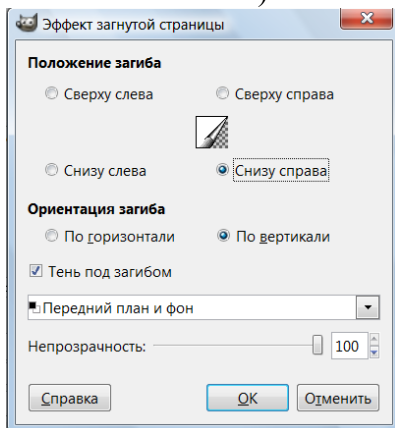 Эффект загнутой страницы
Положение загиба
Сверху слева Сверху справа
Снизу слева Снизу справа
Ориентация загиба
По горизонтали По вертикали
Тень под загибом
Передний план и фон
Непрозрачность: 100
Справка OK Отменить